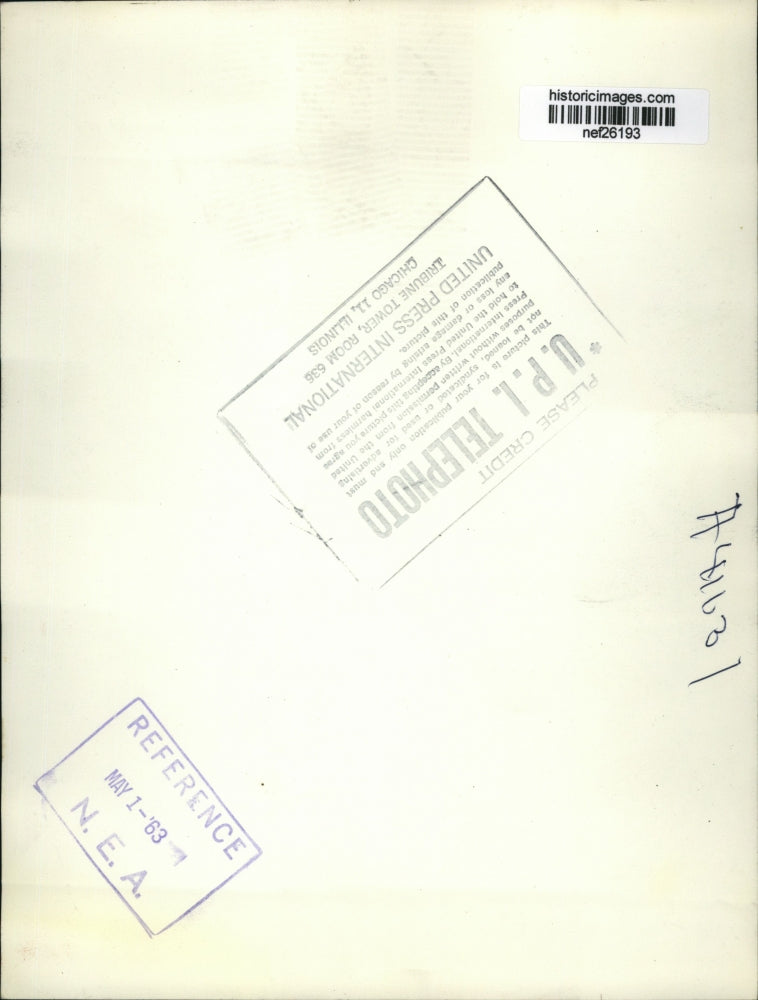 historicimages.com
nef26193
PLEASE CREDIT
U.P.I. TELEPHOTO
This picture is for your publication only and must
not be loaned, syndicated or used for advertising
purposes without written permission from the United
Press International. By accepting this picture you agree
to hold the United Press International harmless from
any loss or damage arising by reason of your use of
publication of this picture.
UNITED PRESS INTERNATIONAL
TRIBUNE TOWER, ROOM 636
CHICAGO 11, ILLINOIS
REFERENCE
MAY 1-'63
N. E. A.